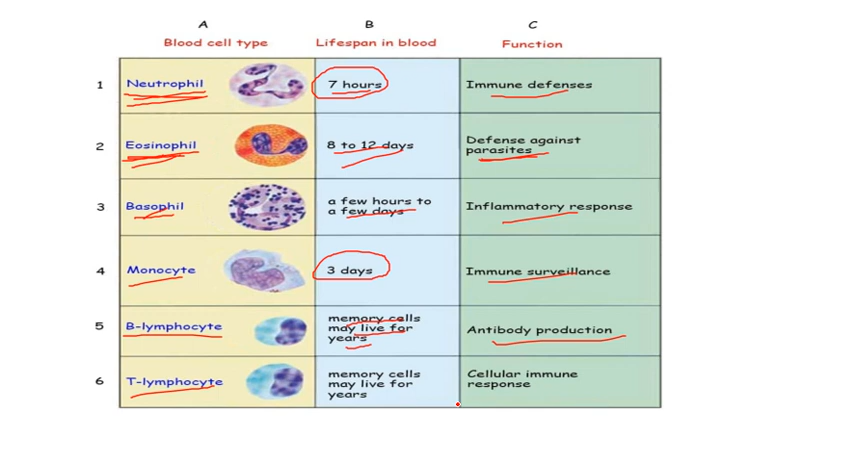 A B C
Blood cell type Lifespan in blood Function
1 Neutrophil 7 hours Immune defenses
2 Eosinophil 8 to 12 days Defense against
parasites
3 Basophil a few hours to Inflammatory response
a few days
4 Monocyte 3 days Immune surveillance
5 B-lymphocyte memory cells
may live for
years Antibody production
6 T-lymphocyte memory cells
may live for
years Cellular immune
response